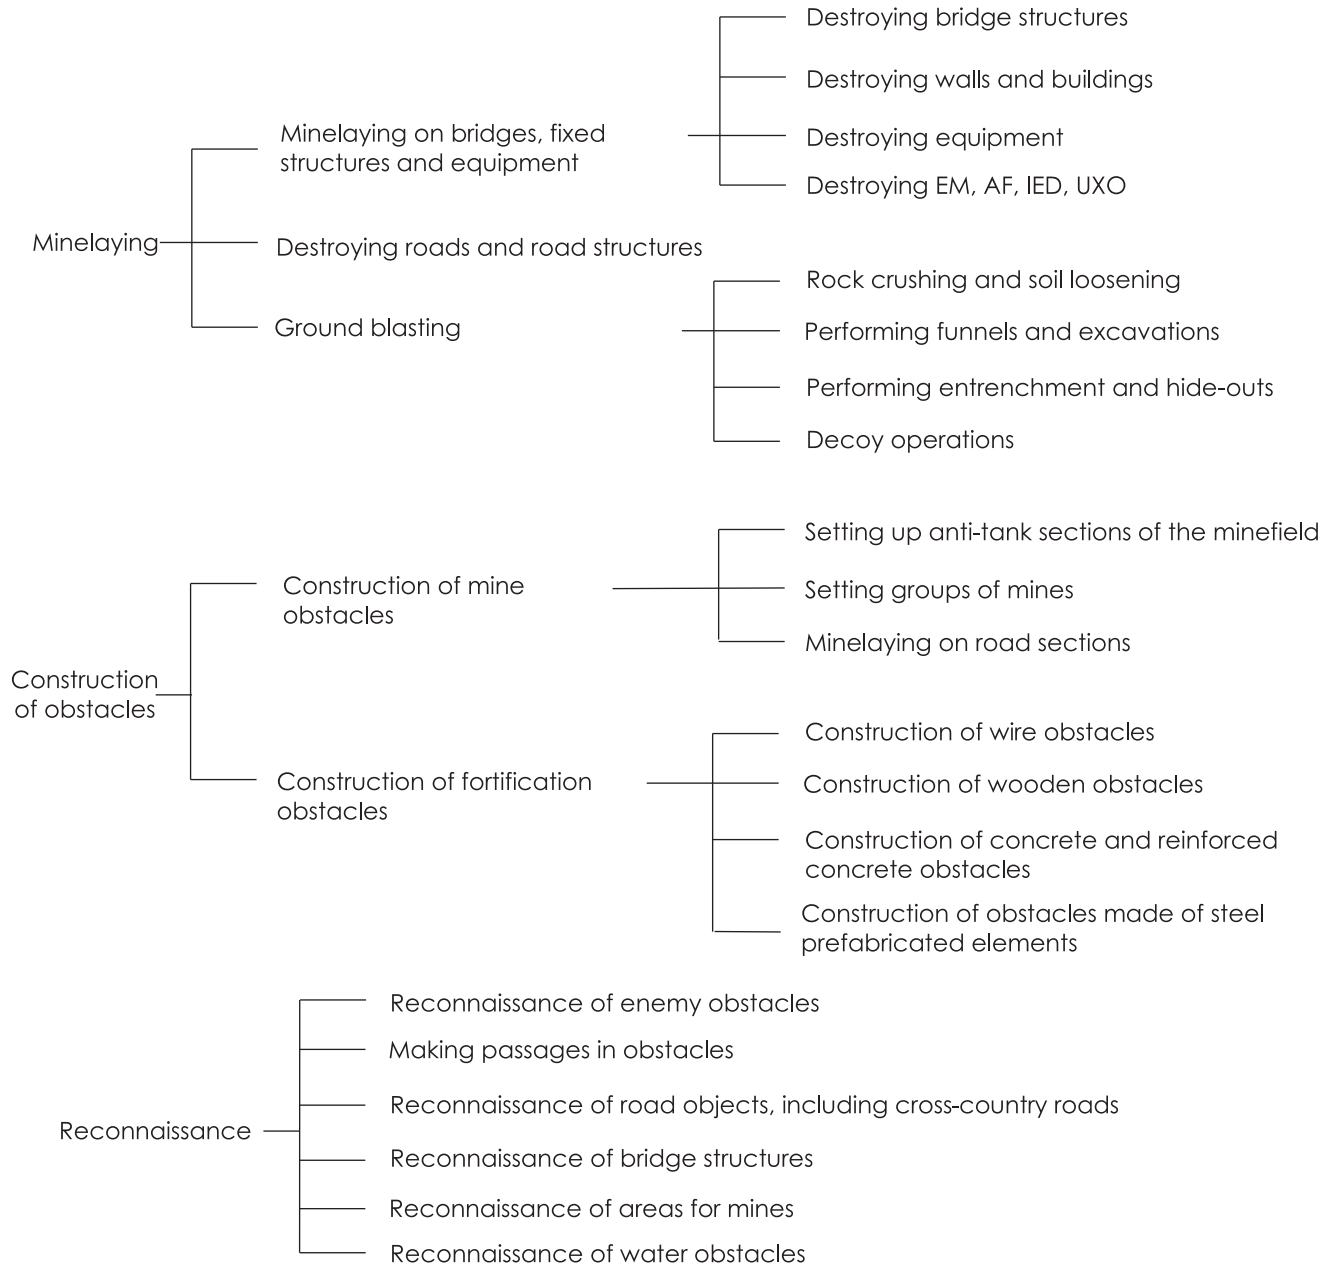 Minelaying
Minelaying on bridges, fixed
structures and equipment
Destroying bridge structures
Destroying walls and buildings
Destroying equipment
Destroying EM, AF, IED, UXO
Destroying roads and road structures
Ground blasting
Rock crushing and soil loosening
Performing funnels and excavations
Performing entrenchment and hide-outs
Decoy operations
Construction
of obstacles
Construction of mine
obstacles
Setting up anti-tank sections of the minefield
Setting groups of mines
Minelaying on road sections
Construction of fortification
obstacles
Construction of wire obstacles
Construction of wooden obstacles
Construction of concrete and reinforced
concrete obstacles
Construction of obstacles made of steel
prefabricated elements
Reconnaissance
Reconnaissance of enemy obstacles
Making passages in obstacles
Reconnaissance of road objects, including cross-country roads
Reconnaissance of bridge structures
Reconnaissance of areas for mines
Reconnaissance of water obstacles